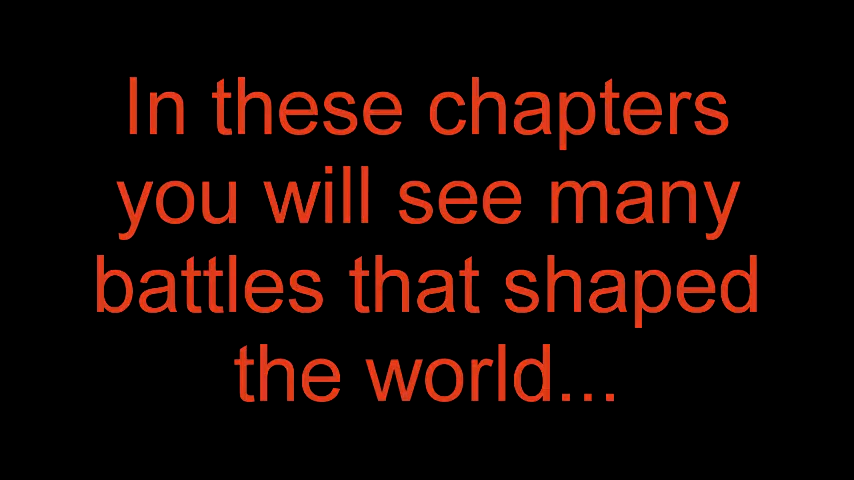 In these chapters
you will see many
battles that shaped
the world...